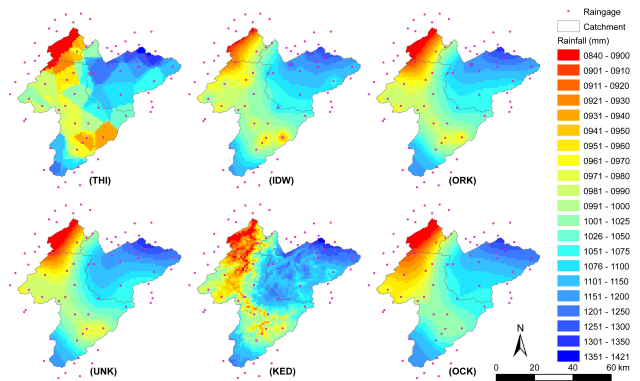 Raingage
Catchment
Rainfall (mm)
0840 - 0900
0901 - 0910
0911 - 0920
0921 - 0930
0931 - 0940
0941 - 0950
0951 - 0960
0961 - 0970
0971 - 0980
0981 - 0990
0991 - 1000
1001 - 1025
1026 - 1050
1051 - 1075
1076 - 1100
1101 - 1150
1151 - 1200
1201 - 1250
1251 - 1300
1301 - 1350
1351 - 1421
(THI) (IDW) (ORK)
(UNK) (KED) (OCK)
N
0 20 40 60 km